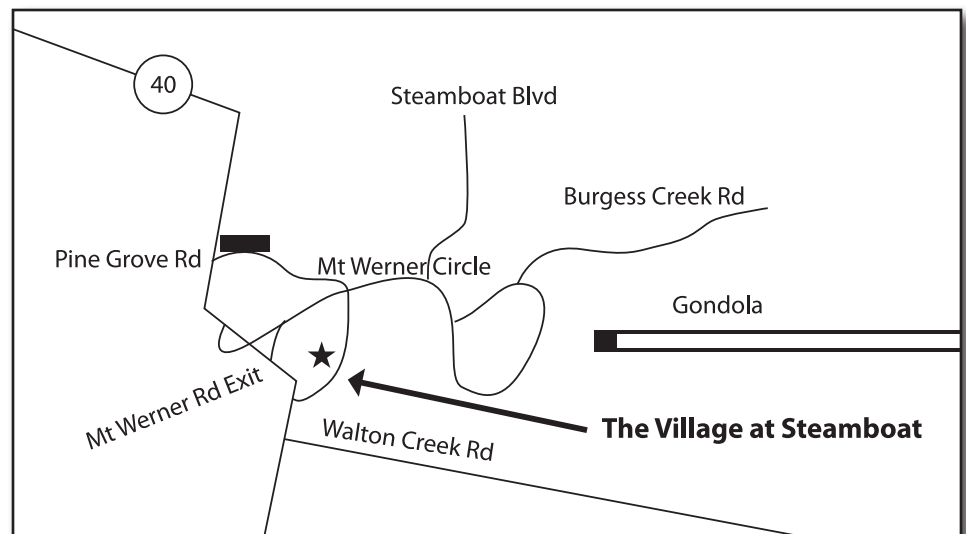 40
Steamboat Blvd
Burgess Creek Rd
Pine Grove Rd
Mt Werner Circle
Gondola
Mt Werner Rd Exit
The Village at Steamboat
Walton Creek Rd